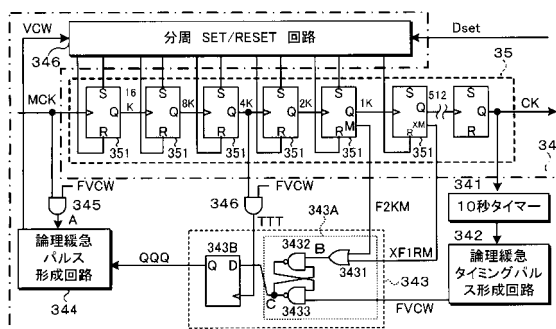 VCW
分周 SET/RESET 回路
Dset
346
35
S S S S S S S
MCK
16
K
8K
4K
2K
1K
512
CK
Q Q Q Q Q Q Q
M
XM
R R R R R R R
351 351 351 351 351 351
34
FVCW
345
A
346
FVCW
TTT
343A
F2KM
341
10秒タイマー
342
論理緊急
パルス
形成回路
344
QQQ
343B
Q D
C
3432
B
3431
3433
XF1RM
343
FVCW
論理緩急
タイミングパル
ス形成回路